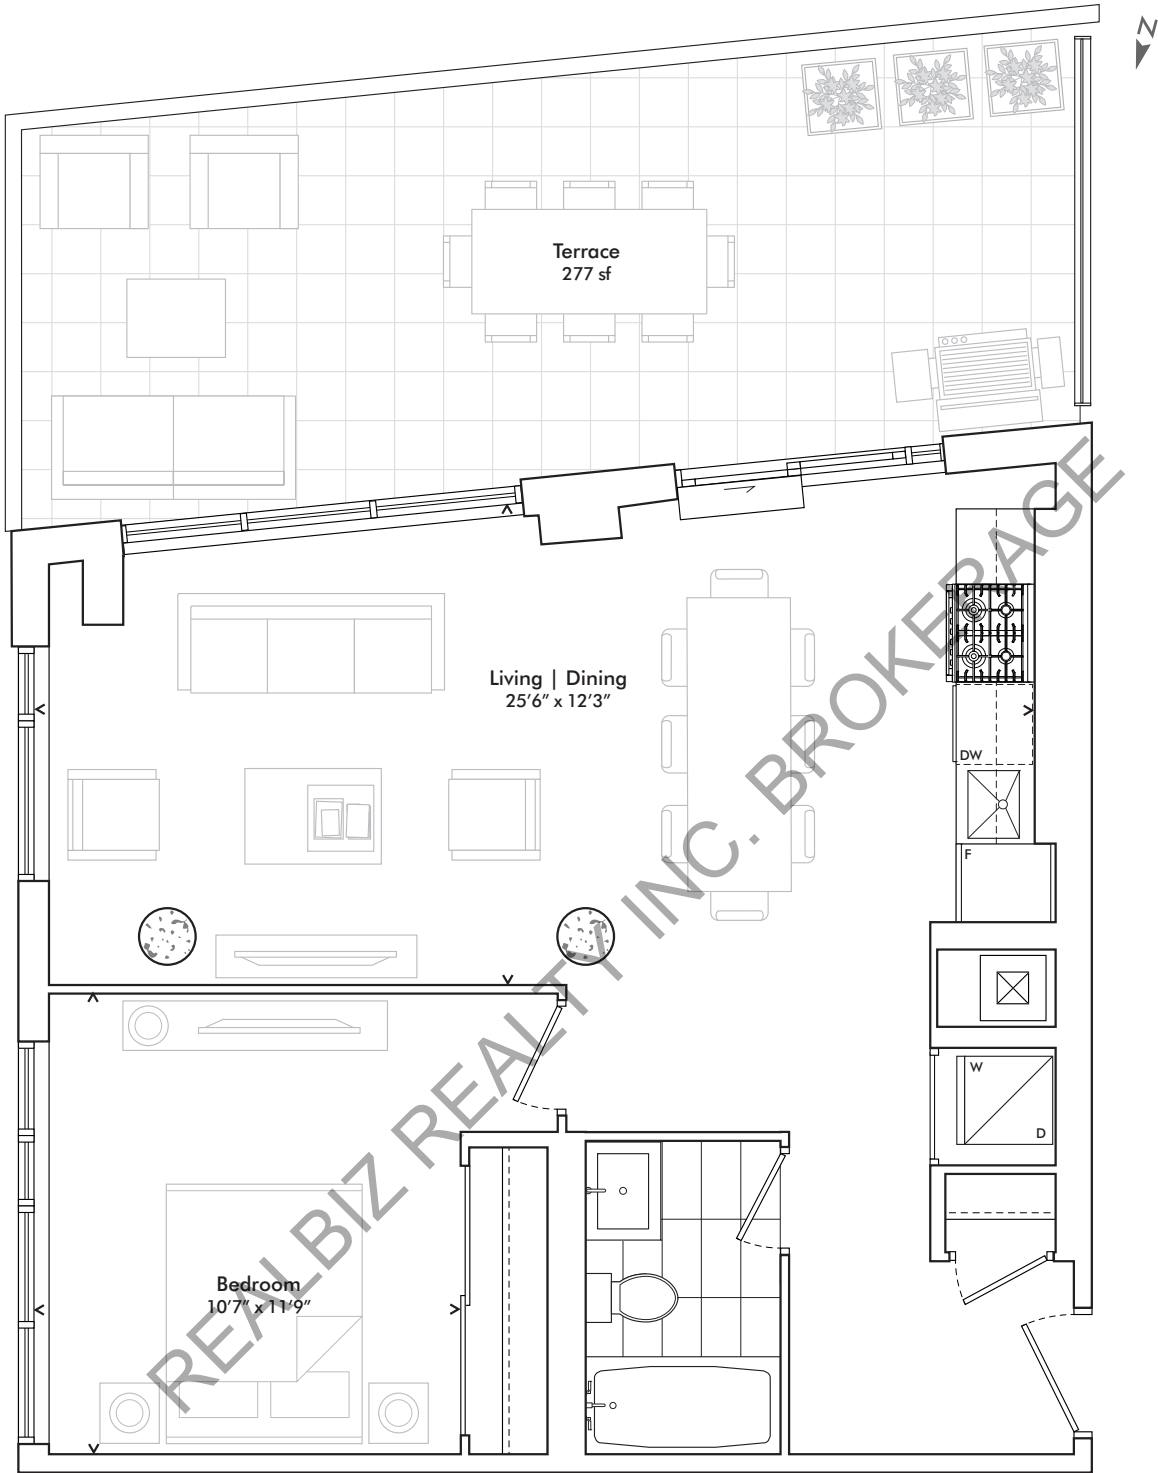 N
Terrace
277 sf
Living | Dining
25'6" x 12'3"
DW
F
W
D
Bedroom
10'7" x 11'9"
REALBIZ REALTY INC. BROKERAGE